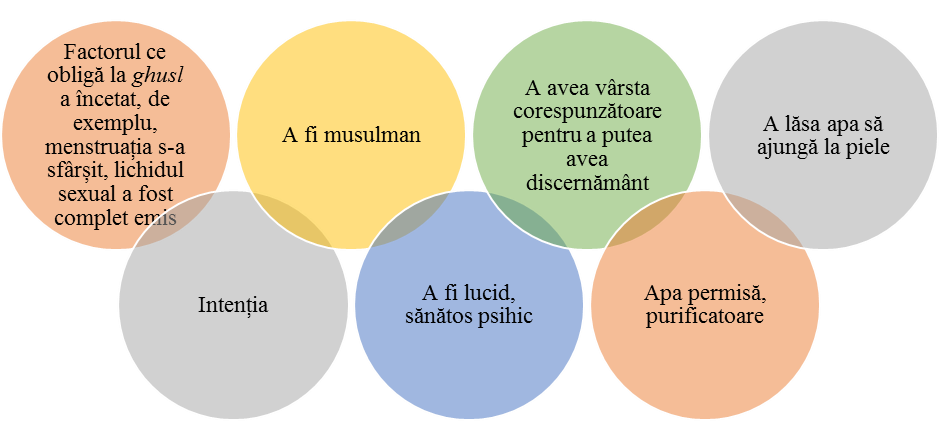 Factorul ce
obligă la ghusl
a încetat, de
exemplu,
menstruația s-a
sfârșit, lichidul
sexual a fost
complet emis
Intenția
A fi musulman
A fi lucid,
sănătos psihic
A avea vârsta
corespunzătoare
pentru a putea
avea
discernământ
Apa permisă,
purificatoare
A lăsa apa să
ajungă la piele